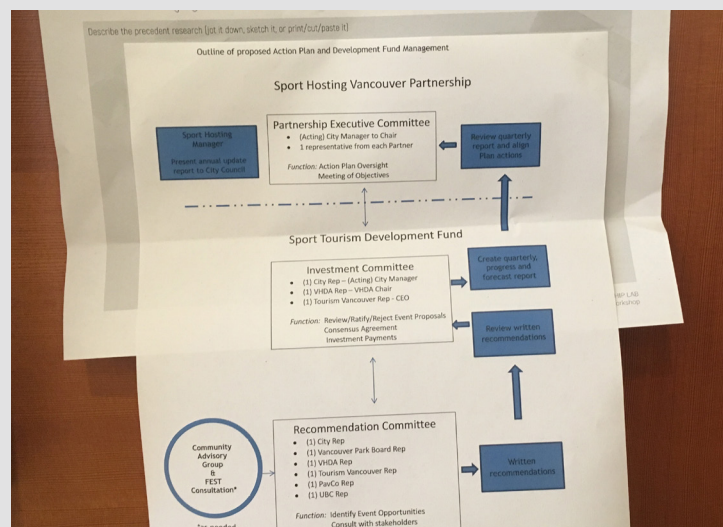 Describe the precedent research [jot it down, sketch it, or print/cut/paste it]
Outline of proposed Action Plan and Development Fund Management
Sport Hosting Vancouver Partnership
Sport Hosting
Manager
Present annual update
report to City Council
Partnership Executive Committee
• (Acting) City Manager to Chair
• 1 representative from each Partner
Function: Action Plan Oversight
Meeting of Objectives
Review quarterly
report and align
Plan actions
Sport Tourism Development Fund
Investment Committee
• (1) City Rep – (Acting) City Manager
• (1) VHDA Rep – VHDA Chair
• (1) Tourism Vancouver Rep - CEO
Function: Review/Ratify/Reject Event Proposals
Consensus Agreement
Investment Payments
Create quarterly,
progress and
forecast report
Review written
recommendations
Community
Advisory
Group
&
FEST
Consultation*
Recommendation Committee
• (1) City Rep
• (1) Vancouver Park Board Rep
• (1) VHDA Rep
• (1) Tourism Vancouver Rep
• (1) PavCo Rep
• (1) UBC Rep
Function: Identify Event Opportunities
Consult with stakeholders
Written
recommendations
LAB